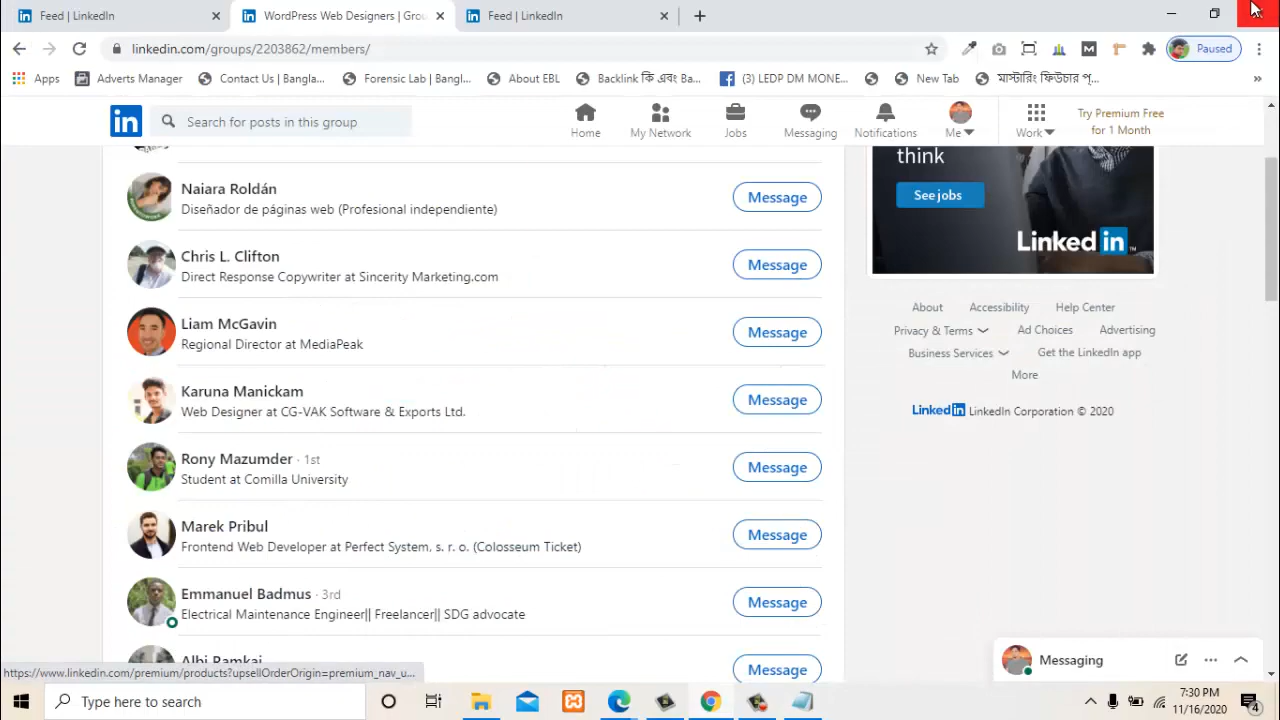 Feed | LinkedIn
WordPress Web Designers | Grou
Feed | LinkedIn
linkedin.com/groups/2203862/members/
Paused
Apps
Adverts Manager
Contact Us | Bangla...
Forensic Lab | Bangl...
About EBL
Backlink কি এবং Ba...
(3) LEDP DM MONE...
New Tab
মাস্টারিং ফিউচার প্...
»
in
Search for posts in this group
Home
My Network
Jobs
Messaging
Notifications
Me
Work
Try Premium Free
for 1 Month
Naiara Roldán
Diseñador de páginas web (Profesional independiente)
Message
Chris L. Clifton
Direct Response Copywriter at Sincerity Marketing.com
Message
Liam McGavin
Regional Director at MediaPeak
Message
Karuna Manickam
Web Designer at CG-VAK Software & Exports Ltd.
Message
Rony Mazumder · 1st
Student at Comilla University
Message
Marek Pribul
Frontend Web Developer at Perfect System, s. r. o. (Colosseum Ticket)
Message
Emmanuel Badmus · 3rd
Electrical Maintenance Engineer|| Freelancer|| SDG advocate
Message
Albi Ramkaj
Message
think
See jobs
Linked in
About
Accessibility
Help Center
Privacy & Terms
Ad Choices
Advertising
Business Services
Get the LinkedIn app
More
LinkedIn LinkedIn Corporation © 2020
Messaging
https://www.linkedin.com/premium/products?upsellOrderOrigin=premium_nav_u...
Type here to search
7:30 PM
11/16/2020
4